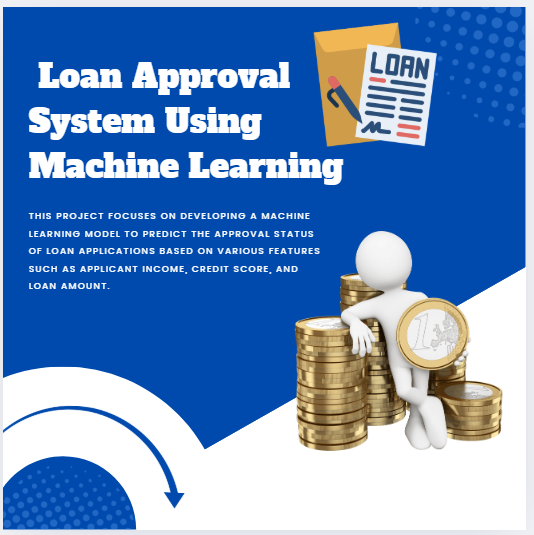 Loan Approval
System Using
Machine Learning
LOAN
THIS PROJECT FOCUSES ON DEVELOPING A MACHINE
LEARNING MODEL TO PREDICT THE APPROVAL STATUS
OF LOAN APPLICATIONS BASED ON VARIOUS FEATURES
SUCH AS APPLICANT INCOME, CREDIT SCORE, AND
LOAN AMOUNT.
1